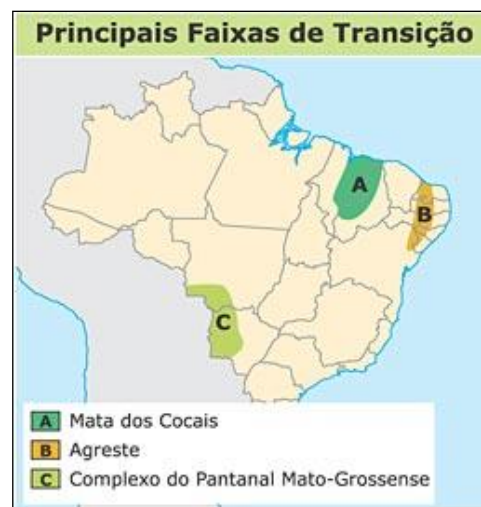 Principais Faixas de Transição
A
B
C
A Mata dos Cocais
B Agreste
C Complexo do Pantanal Mato-Grossense